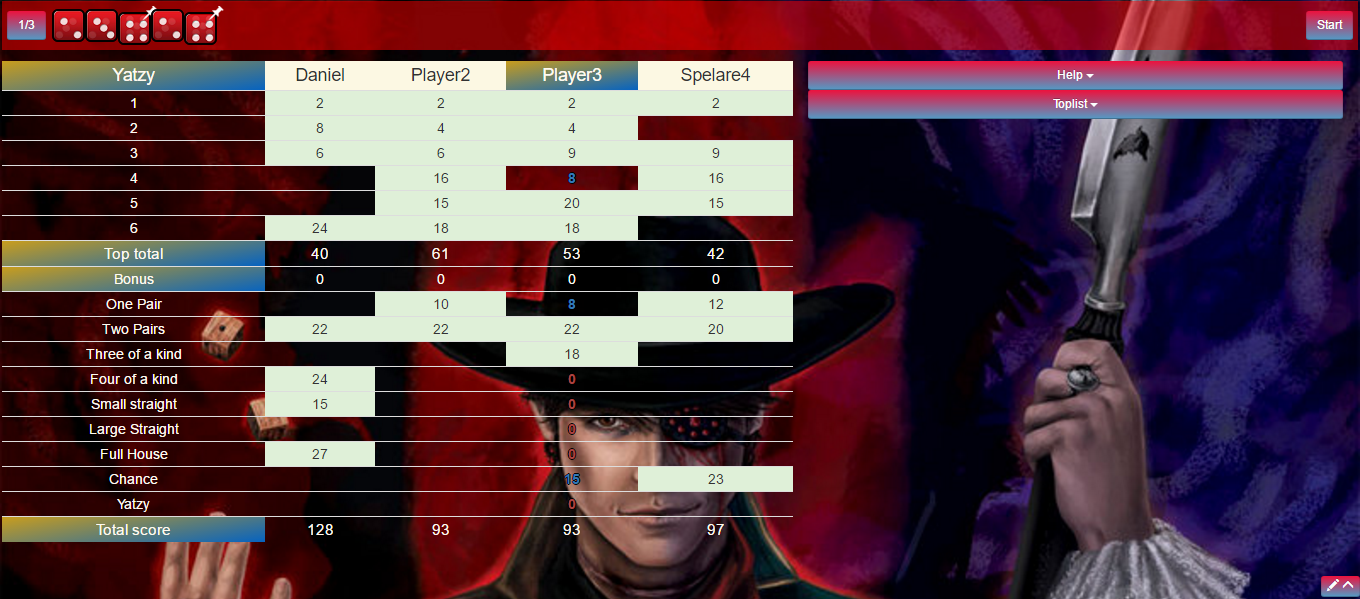 1/3 Start
Yatzy Daniel Player2 Player3 Spelare4
1 2 2 2 2
2 8 4 4
3 6 6 9 9
4 16 8 16
5 15 20 15
6 24 18 18
Top total 40 61 53 42
Bonus 0 0 0 0
One Pair 10 8 12
Two Pairs 22 22 22 20
Three of a kind 18
Four of a kind 24 0
Small straight 15 0
Large Straight 0
Full House 27 0
Chance 15 23
Yatzy 0
Total score 128 93 93 97
Help
Toplist